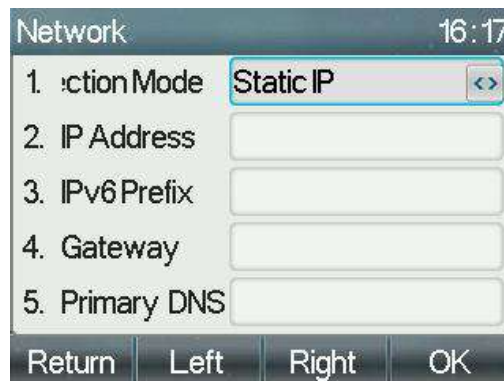 Network 16:17
1. ction Mode Static IP <>
2. IP Address
3. IPv6 Prefix
4. Gateway
5. Primary DNS
Return Left Right OK